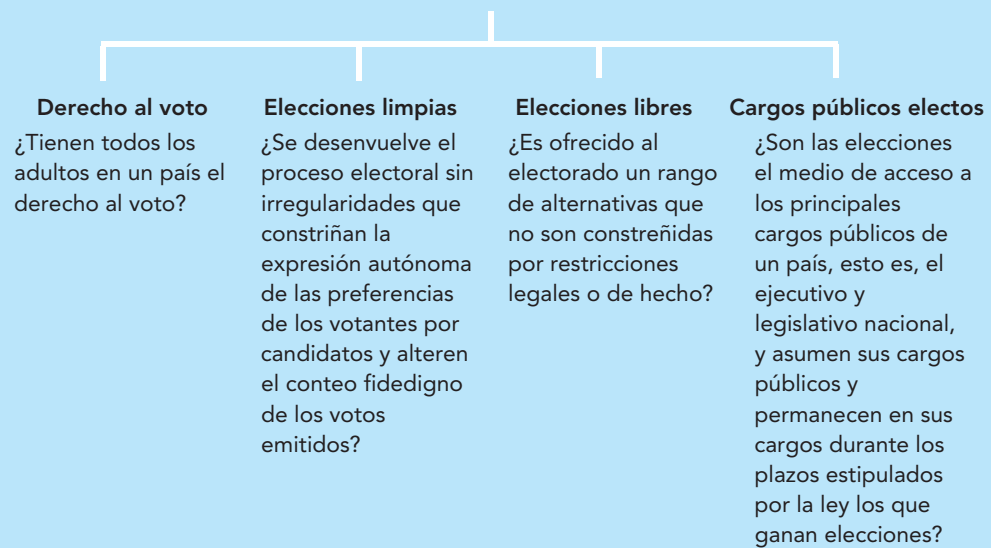 Derecho al voto
¿Tienen todos los
adultos en un país el
derecho al voto?
Elecciones limpias
¿Se desenvuelve el
proceso electoral sin
irregularidades que
constriñan la
expresión autónoma
de las preferencias
de los votantes por
candidatos y alteren
el conteo fidedigno
de los votos
emitidos?
Elecciones libres
¿Es ofrecido al
electorado un rango
de alternativas que
no son constreñidas
por restricciones
legales o de hecho?
Cargos públicos electos
¿Son las elecciones
el medio de acceso a
los principales
cargos públicos de
un país, esto es, el
ejecutivo y
legislativo nacional,
y asumen sus cargos
públicos y
permanecen en sus
cargos durante los
plazos estipulados
por la ley los que
ganan elecciones?